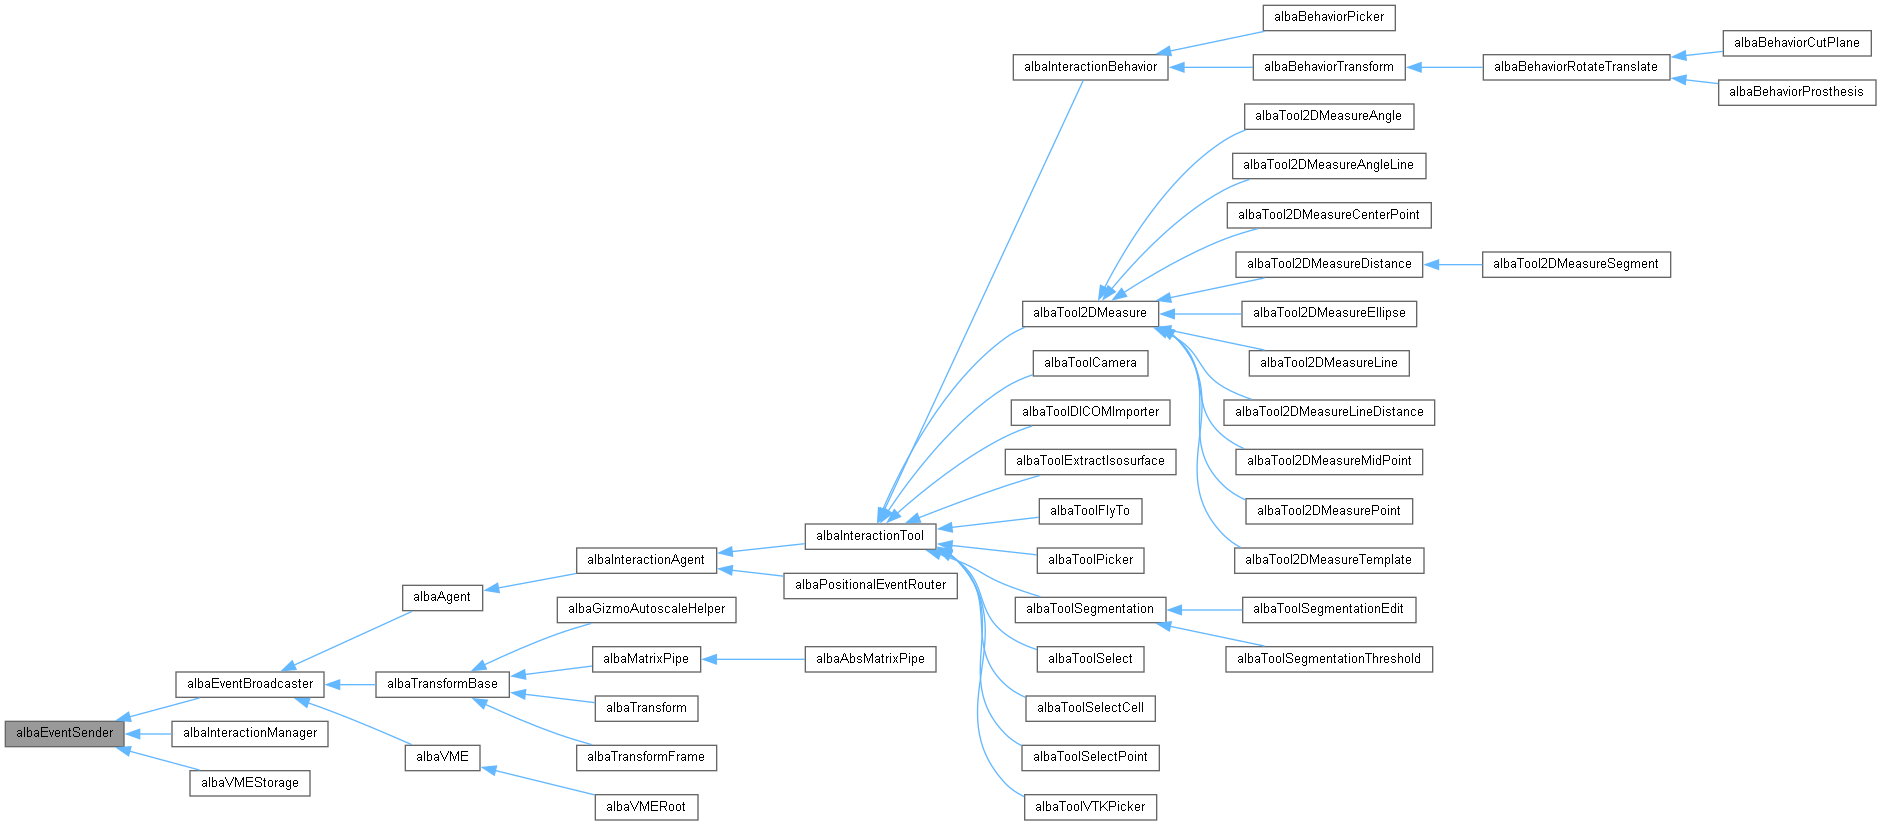 albaBehaviorPicker
albaBehaviorCutPlane
albaInteractionBehavior
albaBehaviorTransform
albaBehaviorRotateTranslate
albaBehaviorProsthesis
albaTool2DMeasureAngle
albaTool2DMeasureAngleLine
albaTool2DMeasureCenterPoint
albaTool2DMeasureDistance
albaTool2DMeasureSegment
albaTool2DMeasure
albaTool2DMeasureEllipse
albaToolCamera
albaTool2DMeasureLine
albaToolDICOMImporter
albaTool2DMeasureLineDistance
albaToolExtractIsosurface
albaTool2DMeasureMidPoint
albaToolFlyTo
albaTool2DMeasurePoint
albaInteractionTool
albaInteractionAgent
albaToolPicker
albaTool2DMeasureTemplate
albaPositionalEventRouter
albaAgent
albaGizmoAutoscaleHelper
albaToolSegmentation
albaToolSegmentationEdit
albaMatrixPipe
albaAbsMatrixPipe
albaToolSelect
albaToolSegmentationThreshold
albaEventBroadcaster
albaTransformBase
albaTransform
albaToolSelectCell
albaEventSender
albaInteractionManager
albaVME
albaTransformFrame
albaToolSelectPoint
albaVMEStorage
albaVMERoot
albaToolVTKPicker